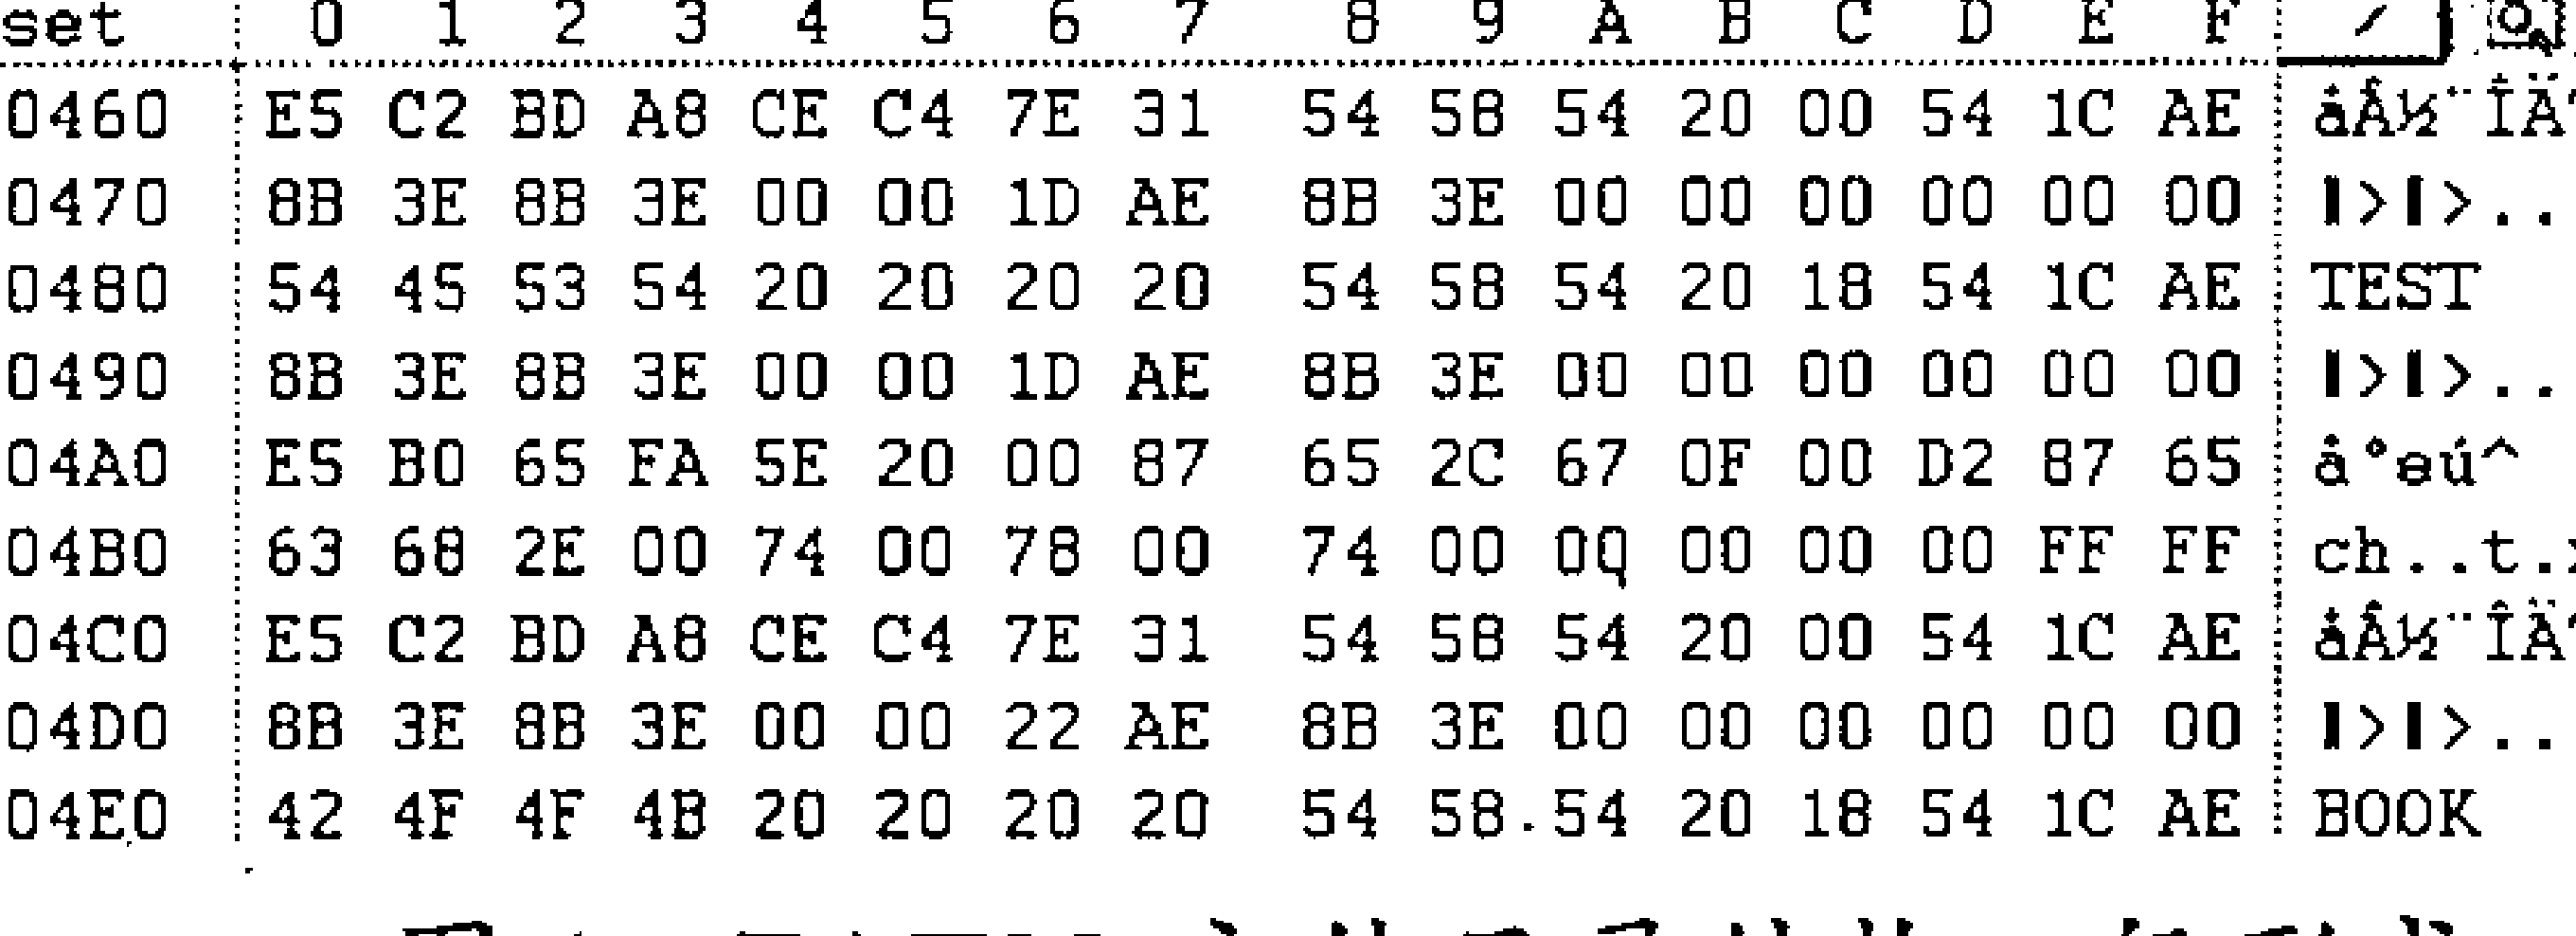 set 0 1 2 3 4 5 6 7 8 9 A B C D E F
0460 E5 C2 BD A8 CE C4 7E 31 54 58 54 20 00 54 1C AE åÂ½¨ÎÄ
0470 8B 3E 8B 3E 00 00 1D AE 8B 3E 00 00 00 00 00 00 ❙>❙>..
0480 54 45 53 54 20 20 20 20 54 58 54 20 18 54 1C AE TEST
0490 8B 3E 8B 3E 00 00 1D AE 8B 3E 00 00 00 00 00 00 ❙>❙>..
04A0 E5 B0 65 FA 5E 20 00 87 65 2C 67 0F 00 D2 87 65 å°eú^
04B0 63 68 2E 00 74 00 78 00 74 00 00 00 00 00 FF FF ch..t.
04C0 E5 C2 BD A8 CE C4 7E 31 54 58 54 20 00 54 1C AE åÂ½¨ÎÄ
04D0 8B 3E 8B 3E 00 00 22 AE 8B 3E 00 00 00 00 00 00 ❙>❙>..
04E0 42 4F 4F 4B 20 20 20 20 54 58 54 20 18 54 1C AE BOOK